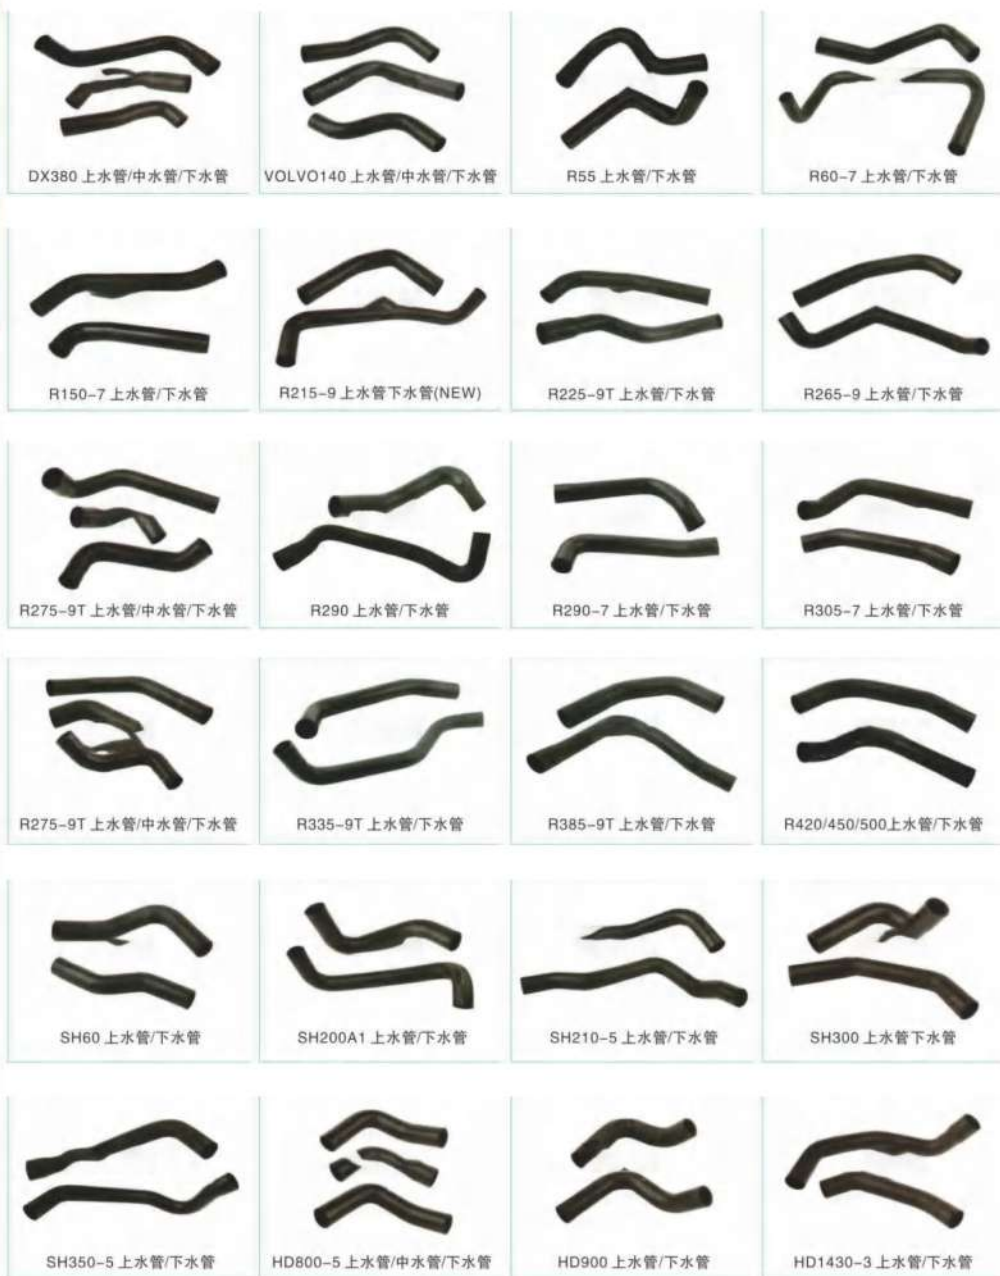 DX380 上水管/中水管/下水管
VOLVO140 上水管/中水管/下水管
R55 上水管/下水管
R60-7 上水管/下水管
R150-7 上水管/下水管
R215-9 上水管下水管(NEW)
R225-9T 上水管/下水管
R265-9 上水管/下水管
R275-9T 上水管/中水管/下水管
R290 上水管/下水管
R290-7 上水管/下水管
R305-7 上水管/下水管
R275-9T 上水管/中水管/下水管
R335-9T 上水管/下水管
R385-9T 上水管/下水管
R420/450/500上水管/下水管
SH60 上水管/下水管
SH200A1 上水管/下水管
SH210-5 上水管/下水管
SH300 上水管下水管
SH350-5 上水管/下水管
HD800-5 上水管/中水管/下水管
HD900 上水管/下水管
HD1430-3 上水管/下水管